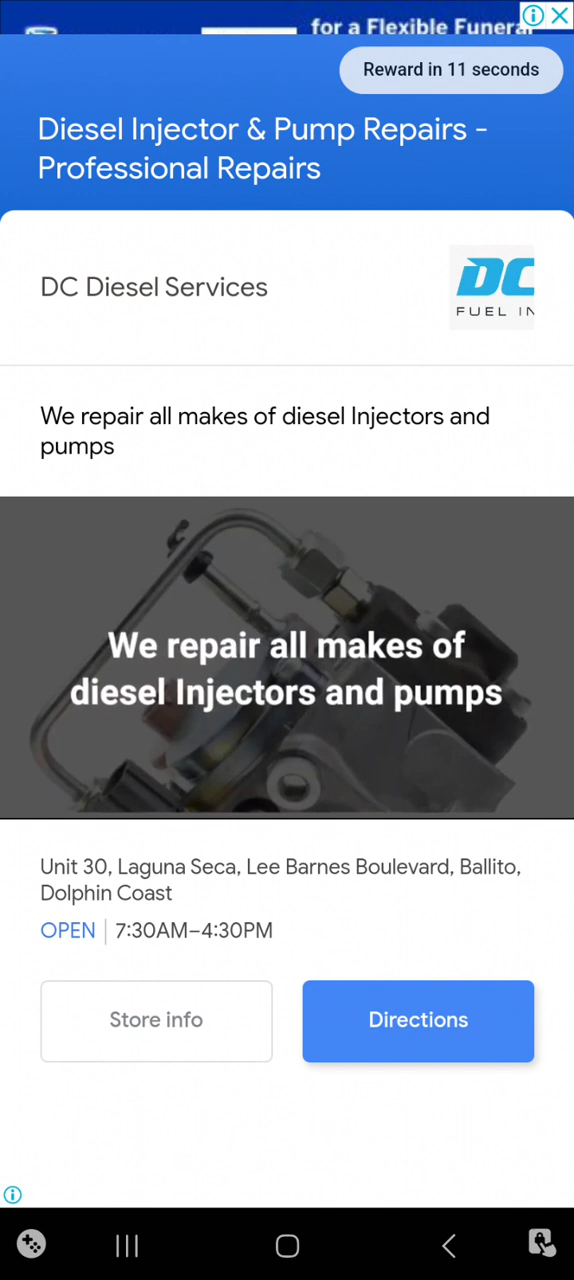 for a Flexible Funeral
Reward in 11 seconds
Diesel Injector & Pump Repairs -
Professional Repairs
DC Diesel Services
DC
FUEL IN
We repair all makes of diesel Injectors and
pumps
We repair all makes of
diesel Injectors and pumps
Unit 30, Laguna Seca, Lee Barnes Boulevard, Ballito,
Dolphin Coast
OPEN | 7:30AM–4:30PM
Store info
Directions